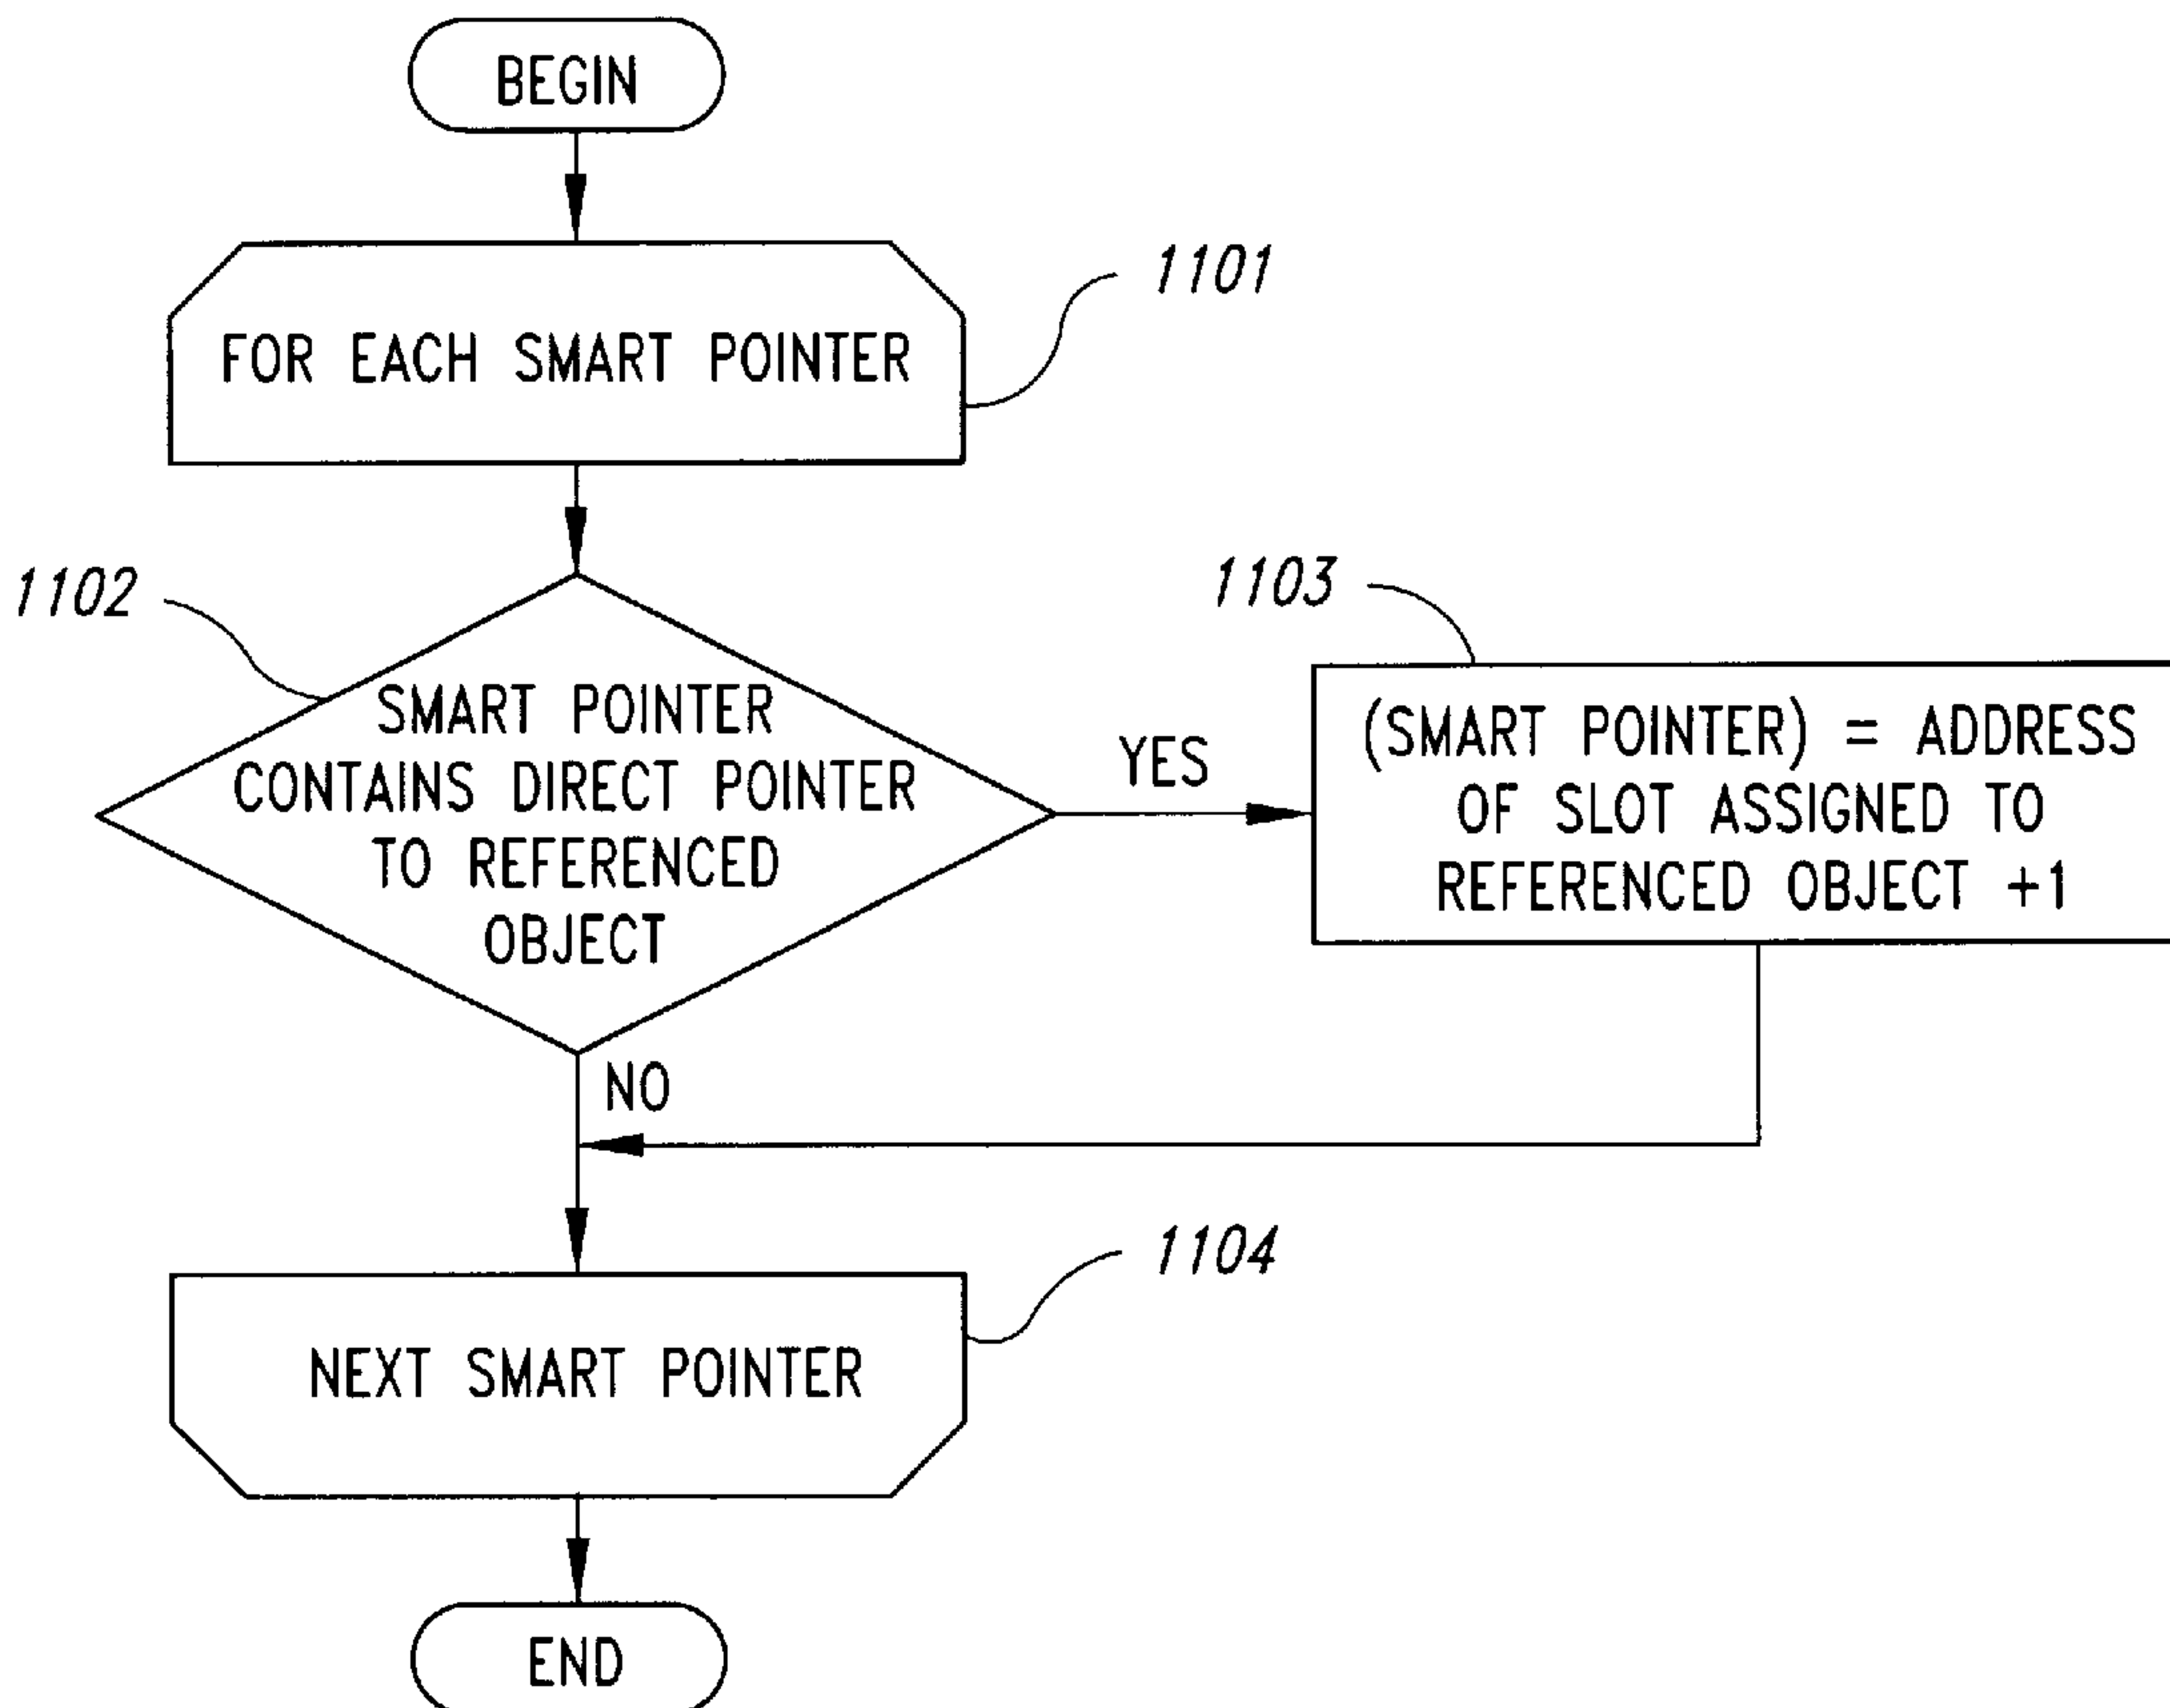 BEGIN
FOR EACH SMART POINTER
1101
1102
SMART POINTER
CONTAINS DIRECT POINTER
TO REFERENCED
OBJECT
YES
1103
(SMART POINTER) = ADDRESS
OF SLOT ASSIGNED TO
REFERENCED OBJECT +1
NO
NEXT SMART POINTER
1104
END